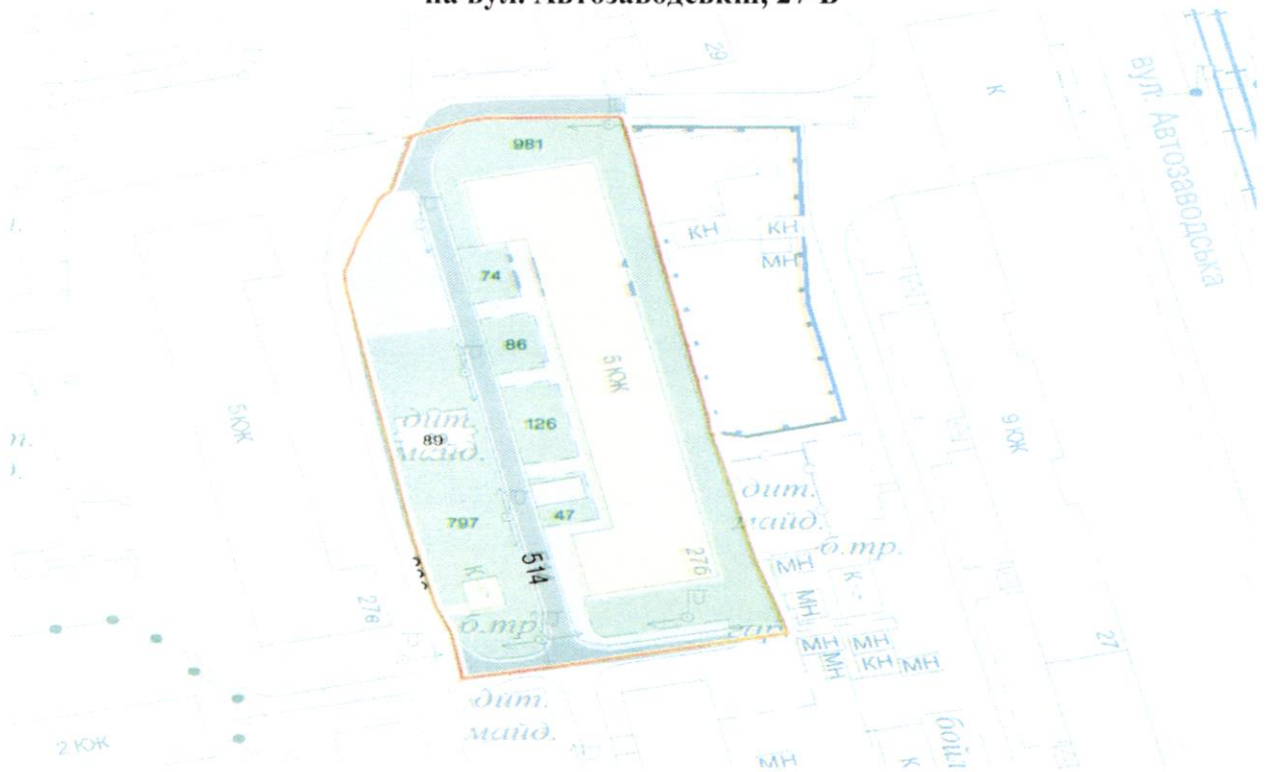 на вул. Автозаводській, 27-В
29
К
вул. Автозаводська
981
КН
КН
МН
74
86
5 КЖ
126
5 КЖ
дит.
майд.
89
9 КЖ
47
797
514
дит.
майд.
б.тр.
276
МН
К
К
276
МН
б.тр.
МН
МН
МН
КН
МН
27
дит.
майд.
2 КЖ
МН
К